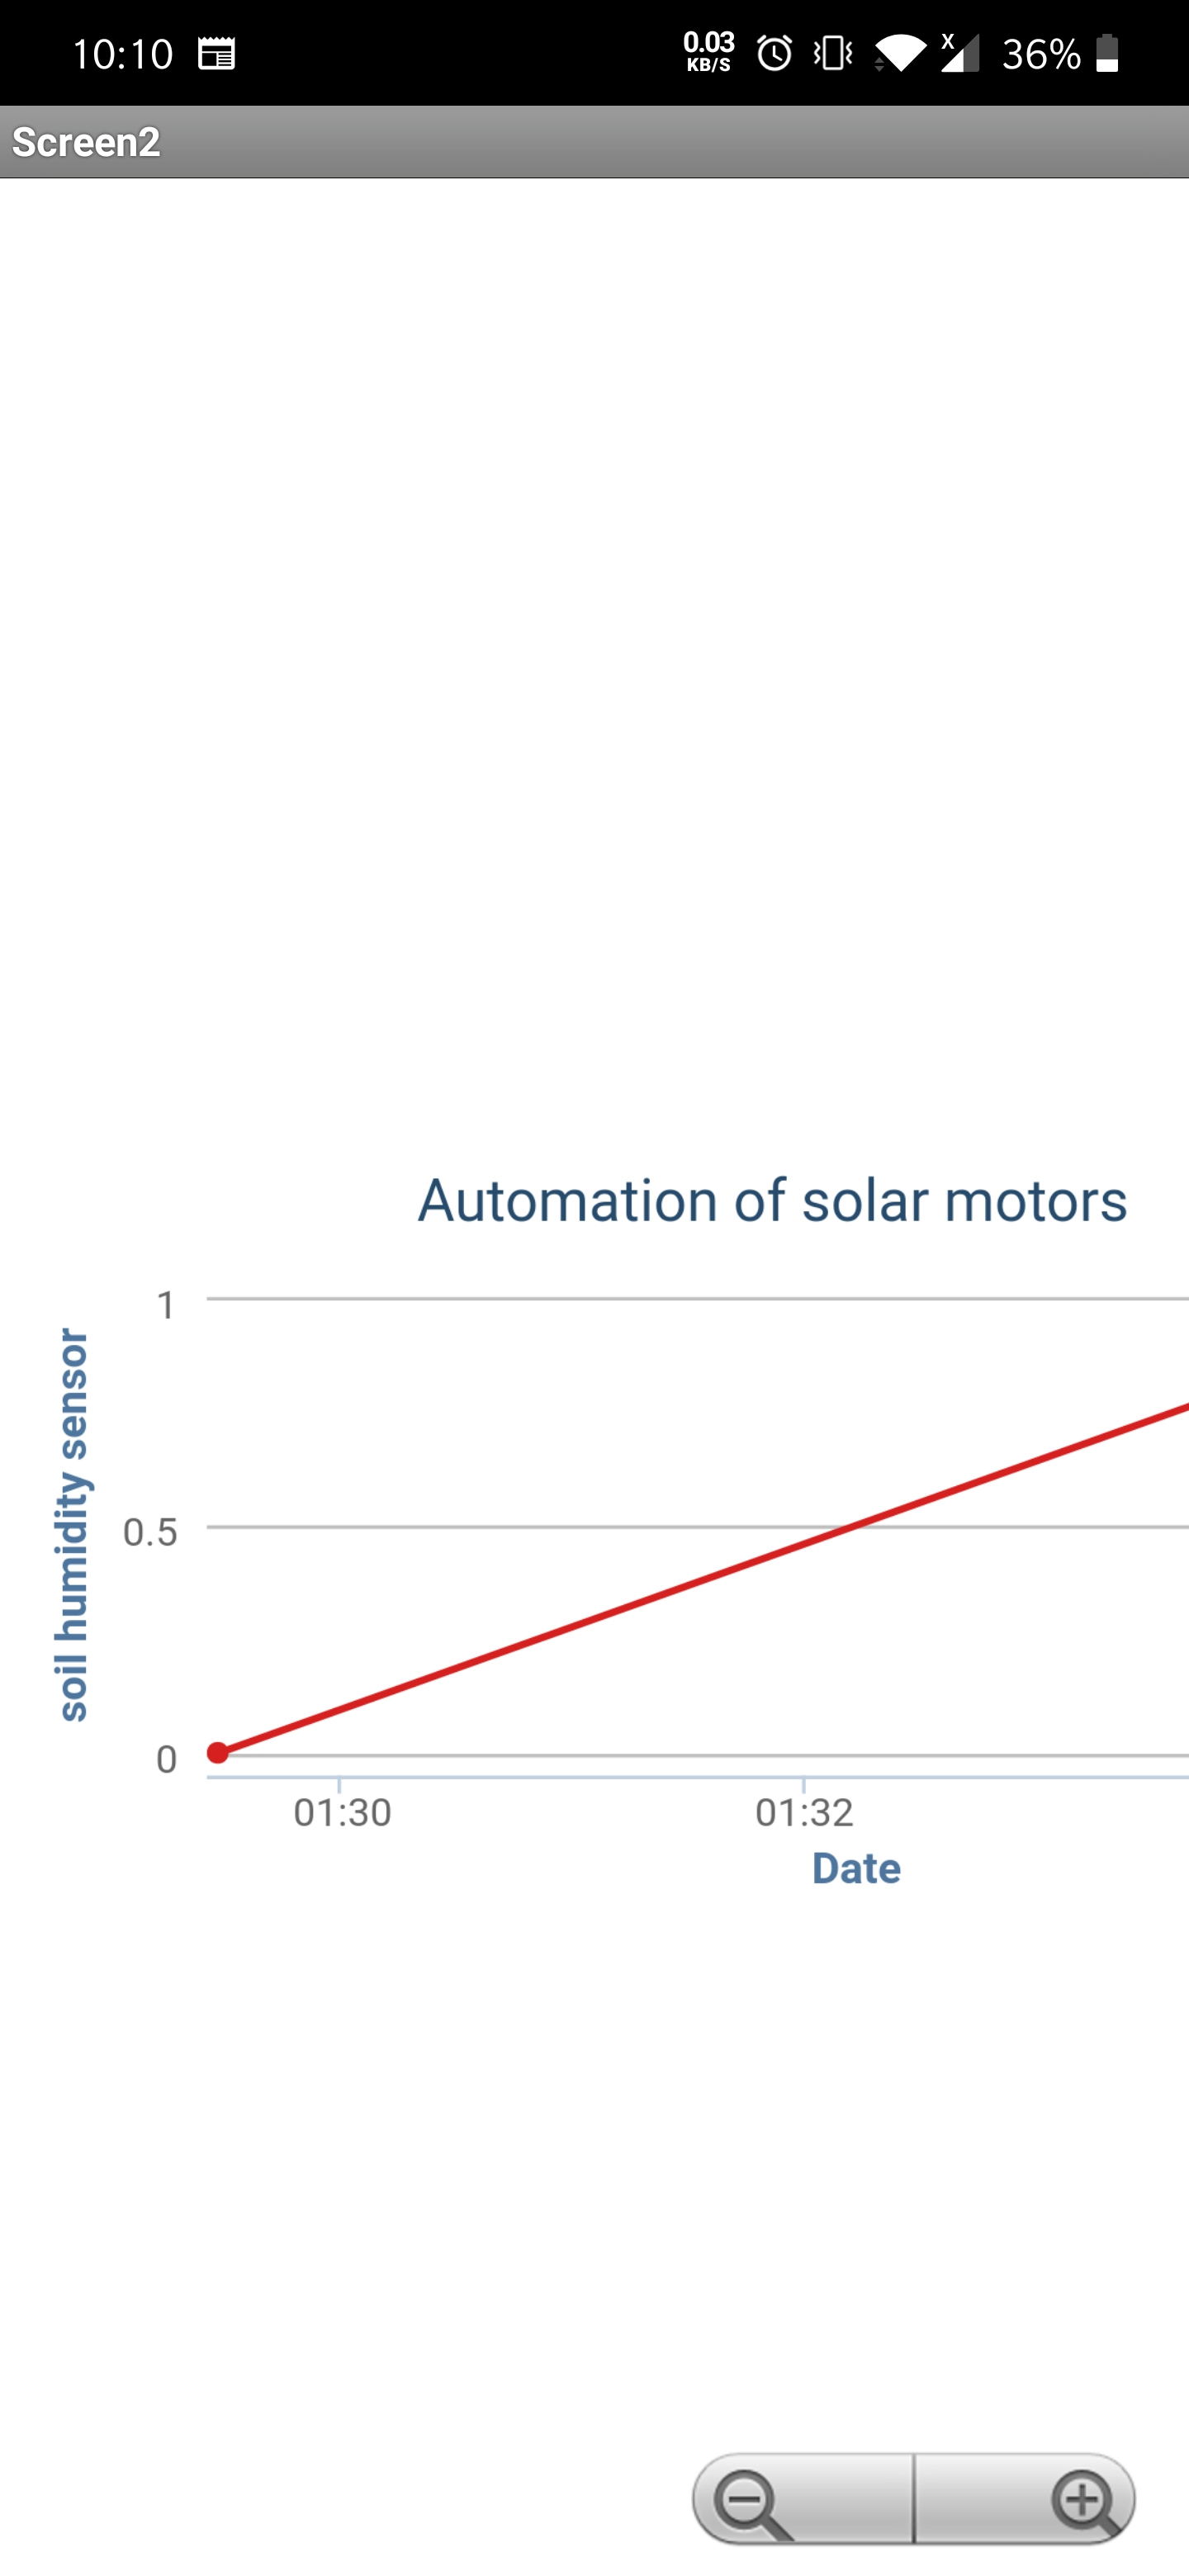 10:10
0.03
KB/S
X
36%
Screen2
Automation of solar motors
1
soil humidity sensor
0.5
0
01:30
01:32
Date